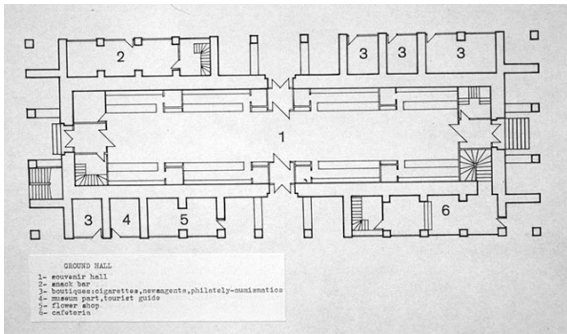 2
3
3
3
1
3
4
5
6
GROUND HALL
1- souvenir hall
2- snack bar
3- boutiques:cigarettes,newsagents,philately-numismatics
4- museum part,tourist guide
5- flower shop
6- cafeteria